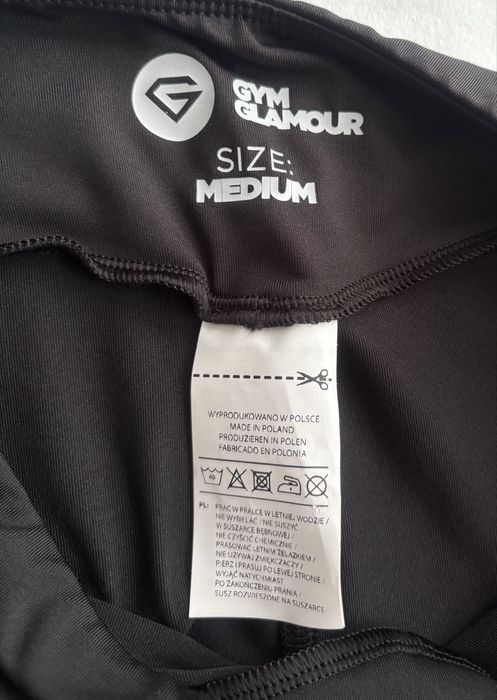 GYM
GLAMOUR
SIZE:
MEDIUM
WYPRODUKOWANO W POLSCE
MADE IN POLAND
PRODUZIEREN IN POLEN
FABRICADO EN POLONIA
40
PL: PRAĆ W PRALCE W LETNIEJ WODZIE /
NIE WYBIELAĆ / NIE SUSZYĆ
W SUSZARCE BĘBNOWEJ /
NIE CZYŚCIĆ CHEMICZNIE /
PRASOWAĆ LETNIM ŻELAZKIEM /
NIE UŻYWAJ ZMIĘKCZACZY /
PIERZ I PRASUJ PO LEWEJ STRONIE /
WYJĄĆ NATYCHMIAST
PO ZAKOŃCZENIU PRANIA /
SUSZ ROZWIESZONE NA SUSZARCE